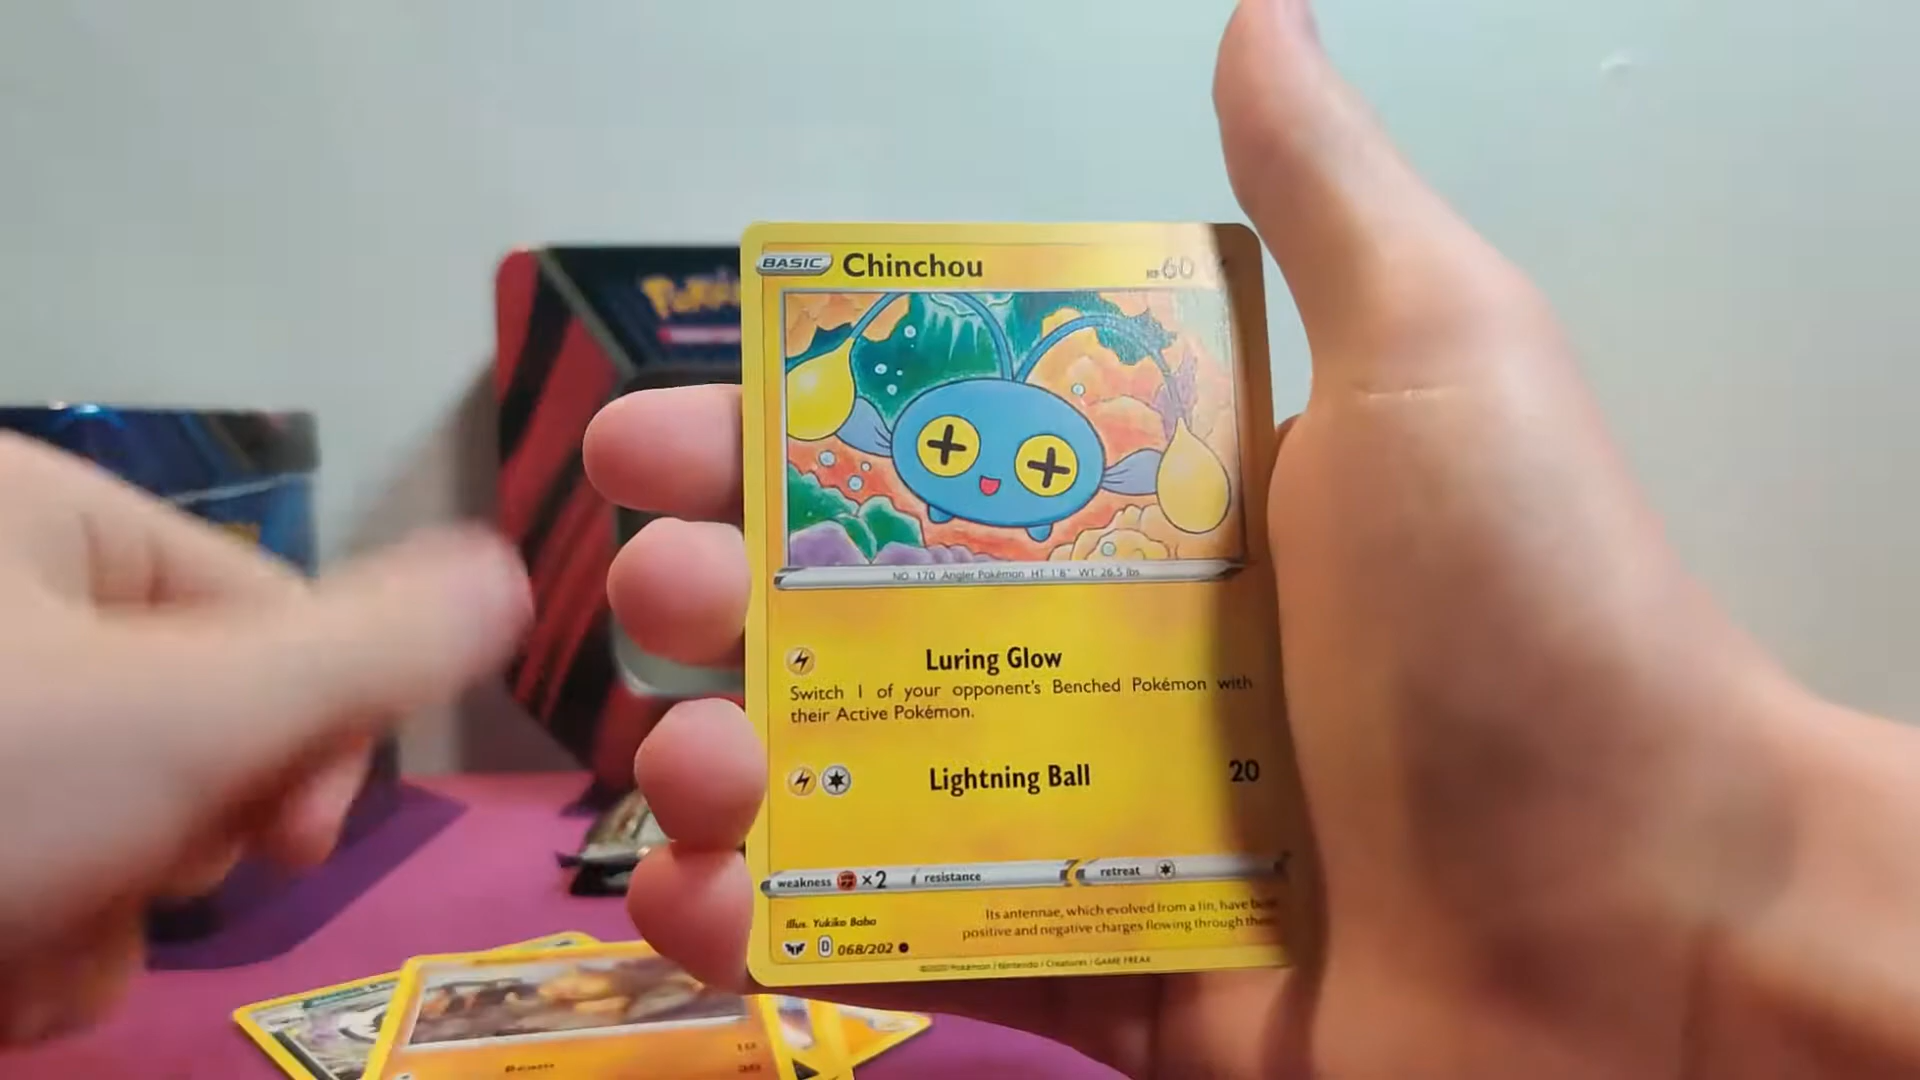 BASIC Chinchou HP 60
NO. 170 Angler Pokémon HT: 1'8" WT: 26.5 lbs
Luring Glow
Switch 1 of your opponent's Benched Pokémon with
their Active Pokémon.
Lightning Ball 20
weakness ×2 resistance retreat
Illus. Yukiko Baba
Its antennae, which evolved from a fin, have
positive and negative charges flowing through
D 068/202
©2020 Pokémon / Nintendo / Creatures / GAME FREAK